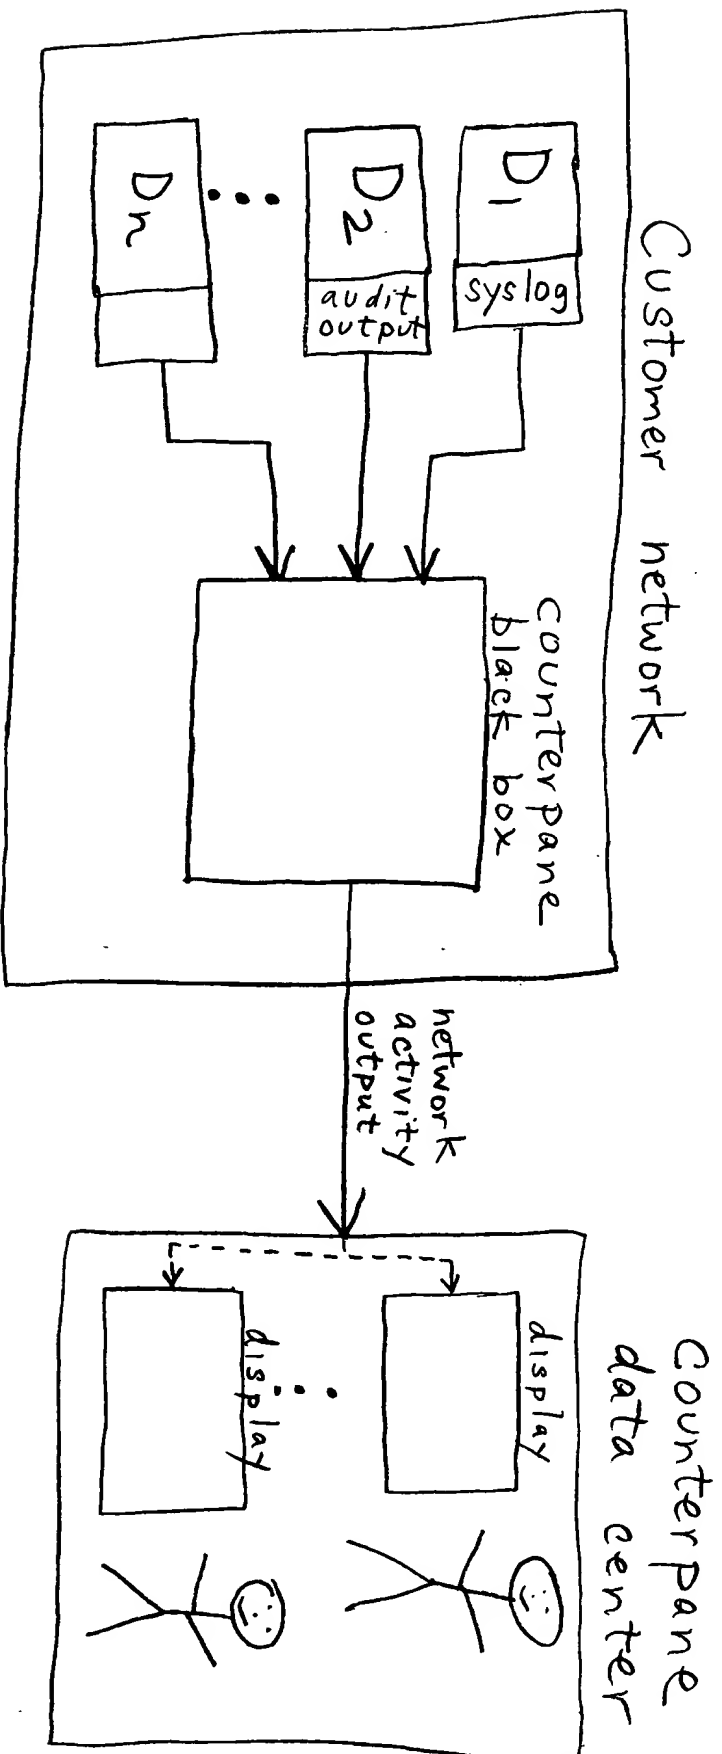 Customer network
D1
syslog
D2
audit
output
Dn
counterpane
black box
network
activity
output
Counterpane
data center
display
display